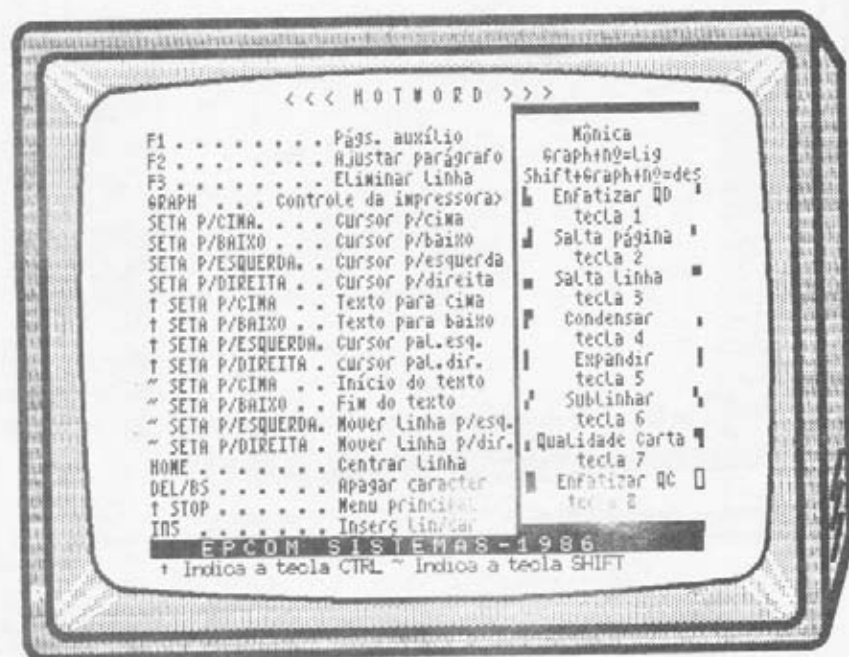 <<< HOTWORD >>>
F1 . . . . . . . . Págs. auxílio
F2 . . . . . . . . Ajustar parágrafo
F3 . . . . . . . . Eliminar linha
GRAPH . . . Controle da impressora>
SETA P/CIMA. . . . Cursor p/cima
SETA P/BAIXO . . . Cursor p/baixo
SETA P/ESQUERDA. . Cursor p/esquerda
SETA P/DIREITA . . Cursor p/direita
↑ SETA P/CIMA . . Texto para cima
↑ SETA P/BAIXO . . Texto para baixo
↑ SETA P/ESQUERDA. Cursor pal.esq.
↑ SETA P/DIREITA . cursor pal.dir.
~ SETA P/CIMA . . Início do texto
~ SETA P/BAIXO . . Fim do texto
~ SETA P/ESQUERDA. Mover linha p/esq.
~ SETA P/DIREITA . Mover linha p/dir.
HOME . . . . . . . Centrar linha
DEL/BS . . . . . . Apagar caracter
↑ STOP . . . . . . Menu principal
INS . . . . . . . Inserç lin/car
Mônica
Graph+nº=lig
Shift+Graph+nº=des
Enfatizar QD
tecla 1
Salta página
tecla 2
Salta linha
tecla 3
Condensar
tecla 4
Expandir
tecla 5
Sublinhar
tecla 6
Qualidade Carta
tecla 7
Enfatizar QC
tecla 8
EPCOM SISTEMAS-1986
↑ Indica a tecla CTRL ~ Indica a tecla SHIFT